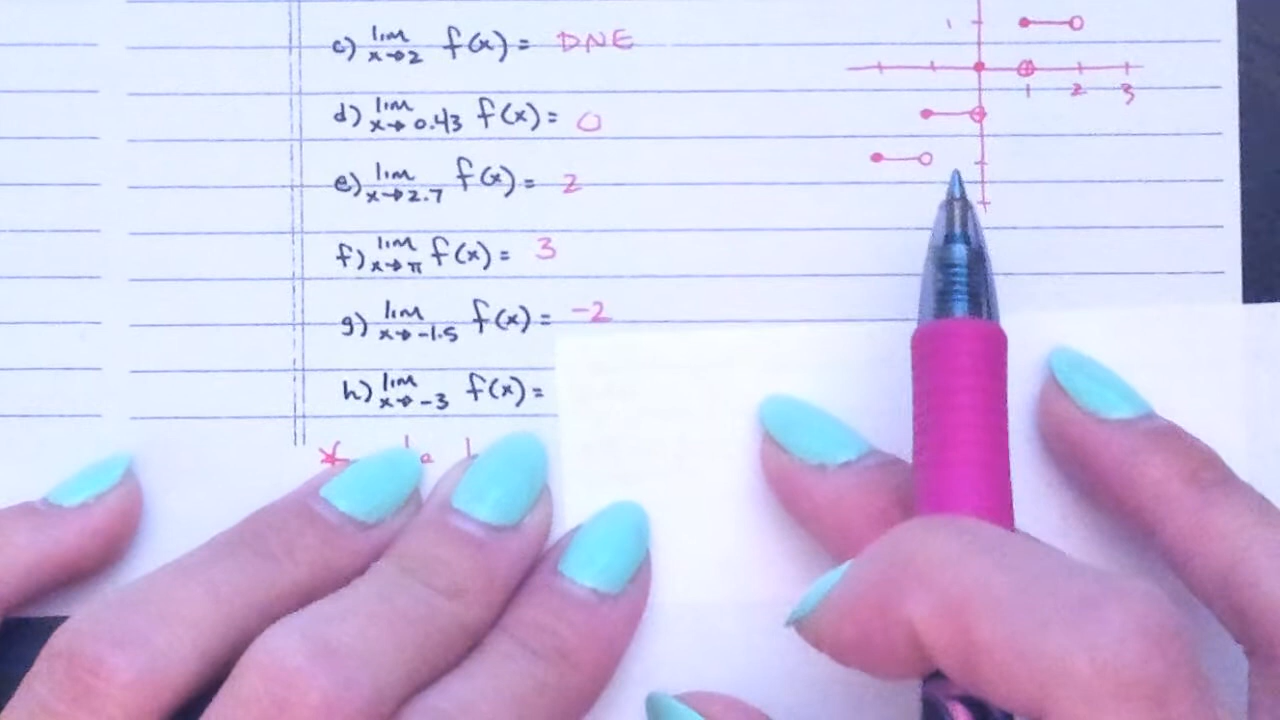 c) lim x→2 f(x) = DNE
d) lim x→0.43 f(x) = 0
e) lim x→2.7 f(x) = 2
f) lim x→π f(x) = 3
g) lim x→-1.5 f(x) = -2
h) lim x→-3 f(x) =
1
1 2 3